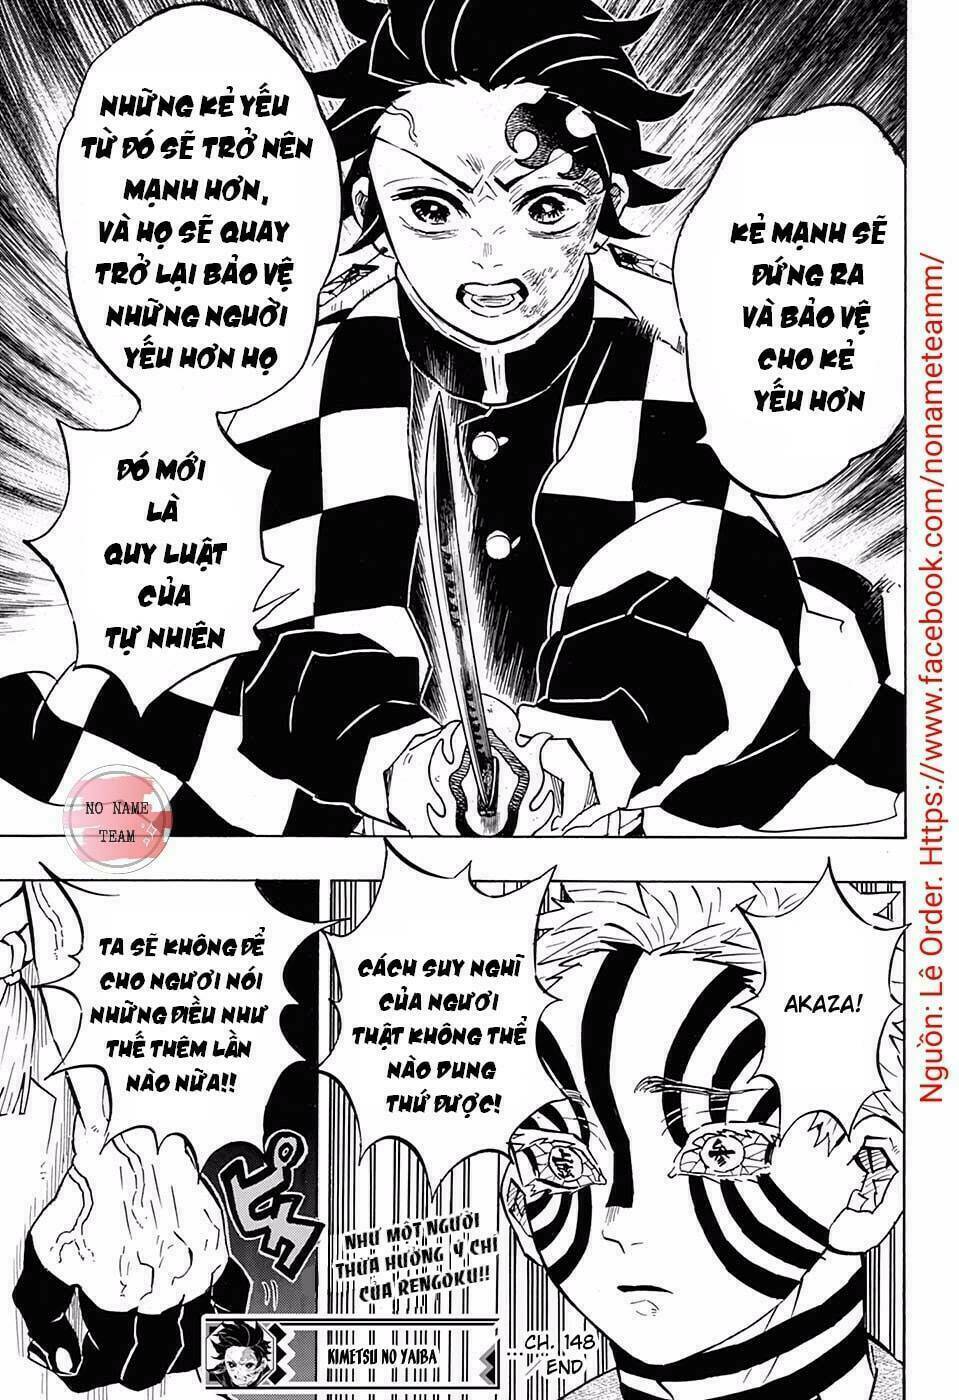 KẺ MẠNH SẼ
ĐỨNG RA
VÀ BẢO VỆ
CHO KẺ
YẾU HƠN
NHỮNG KẺ YẾU
TỪ ĐÓ SẼ TRỞ NÊN
MẠNH HƠN,
VÀ HỌ SẼ QUAY
TRỞ LẠI BẢO VỆ
NHỮNG NGƯỜI
YẾU HƠN HỌ
ĐÓ MỚI
LÀ
QUY LUẬT
CỦA
TỰ NHIÊN
NO NAME
TEAM
AKAZA!
CÁCH SUY NGHĨ
CỦA NGƯƠI
THẬT KHÔNG THỂ
NÀO DUNG
THỨ ĐƯỢC!
TA SẼ KHÔNG ĐỂ
CHO NGƯƠI NÓI
NHỮNG ĐIỀU NHƯ
THẾ THÊM LẦN
NÀO NỮA!!
ピキ
NHƯ MỘT NGƯỜI
THỪA HƯỞNG Ý CHÍ
CỦA RENGOKU!!
KIMETSU NO YAIBA
... CH. 148
END
Nguồn: Lê Order. Https://www.facebook.com/nonameteamm/